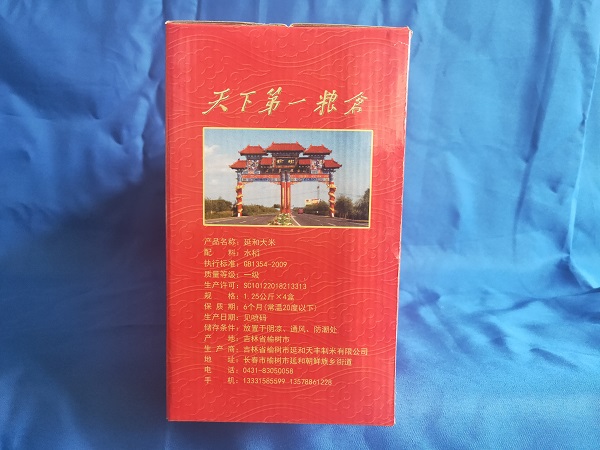 天下第一粮仓
产品名称：延和大米
配　　料：水稻
执行标准：GB1354-2009
质量等级：一级
生产许可：SC10122018213313
规　　格：1.25公斤×4盒
保 质 期：6个月(常温20度以下)
生产日期：见喷码
储存条件：放置于阴凉、通风、防潮处
产　　地：吉林省榆树市
生 产 商：吉林省榆树市延和天丰制米有限公司
地　　址：长春市榆树市延和朝鲜族乡街道
电　　话：0431-83050058
手　　机：13331585599 13578861228